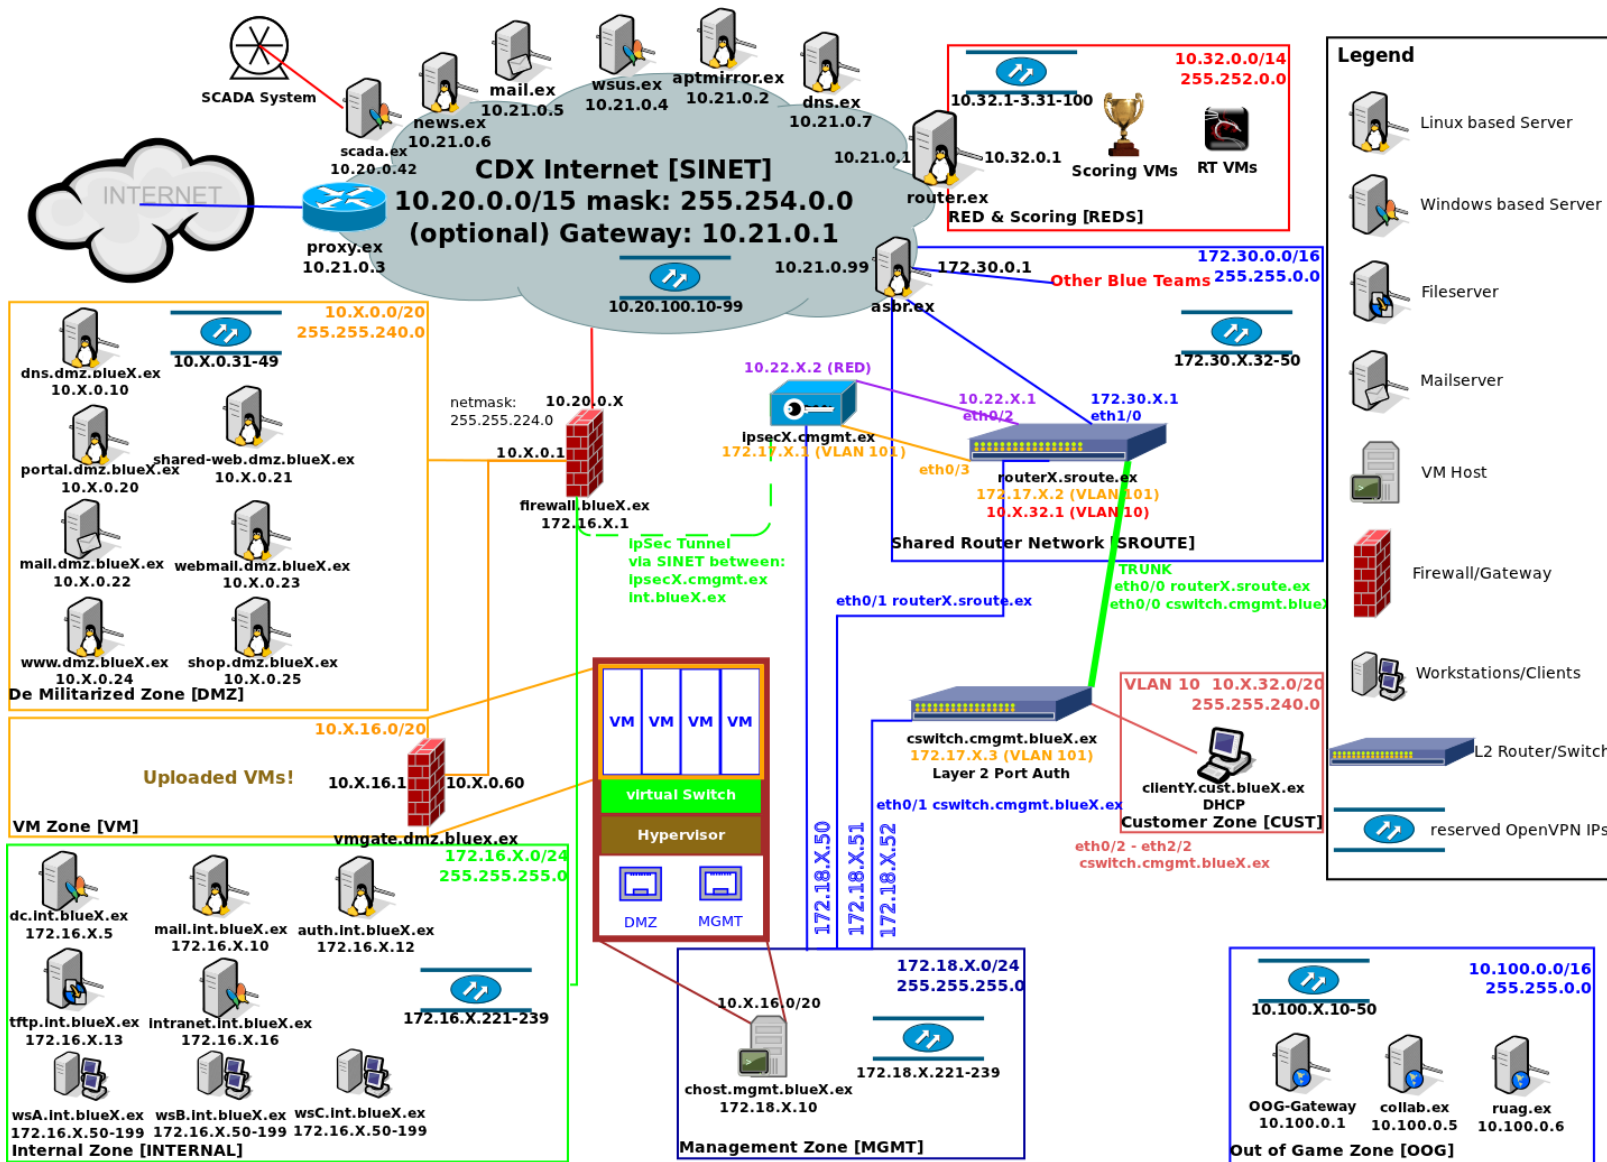 SCADA System
scada.ex
10.20.0.42
news.ex
10.21.0.6
mail.ex
10.21.0.5
wsus.ex
10.21.0.4
aptmirror.ex
10.21.0.2
dns.ex
10.21.0.7
INTERNET
proxy.ex
10.21.0.3
CDX Internet [SINET]
10.20.0.0/15 mask: 255.254.0.0
(optional) Gateway: 10.21.0.1
10.20.100.10-99
10.21.0.1
10.32.0.1
router.ex
10.21.0.99
172.30.0.1
asbr.ex
10.32.0.0/14
255.252.0.0
10.32.1-3.31-100
Scoring VMs
RT VMs
RED & Scoring [REDS]
172.30.0.0/16
255.255.0.0
Other Blue Teams
172.30.X.32-50
10.22.X.2 (RED)
10.22.X.1
eth0/2
172.30.X.1
eth1/0
ipsecX.cmgmt.ex
172.17.X.1 (VLAN 101)
eth0/3
routerX.sroute.ex
172.17.X.2 (VLAN 101)
10.X.32.1 (VLAN 10)
Shared Router Network [SROUTE]
10.X.0.0/20
255.255.240.0
dns.dmz.blueX.ex
10.X.0.10
10.X.0.31-49
portal.dmz.blueX.ex
10.X.0.20
shared-web.dmz.blueX.ex
10.X.0.21
mail.dmz.blueX.ex
10.X.0.22
webmail.dmz.blueX.ex
10.X.0.23
www.dmz.blueX.ex
10.X.0.24
shop.dmz.blueX.ex
10.X.0.25
De Militarized Zone [DMZ]
netmask:
255.255.224.0
10.20.0.X
10.X.0.1
firewall.blueX.ex
172.16.X.1
ipSec Tunnel
via SINET between:
ipsecX.cmgmt.ex
int.blueX.ex
eth0/1 routerX.sroute.ex
TRUNK
eth0/0 routerX.sroute.ex
eth0/0 cswitch.cmgmt.blueX
10.X.16.0/20
Uploaded VMs!
10.X.16.1
10.X.0.60
VM Zone [VM]
vmgate.dmz.bluex.ex
VM
VM
VM
VM
virtual Switch
Hypervisor
DMZ
MGMT
cswitch.cmgmt.blueX.ex
172.17.X.3 (VLAN 101)
Layer 2 Port Auth
eth0/1 cswitch.cmgmt.blueX.ex
172.18.X.50
172.18.X.51
172.18.X.52
VLAN 10 10.X.32.0/20
255.255.240.0
clientY.cust.blueX.ex
DHCP
Customer Zone [CUST]
eth0/2 - eth2/2
cswitch.cmgmt.blueX.ex
172.16.X.0/24
255.255.255.0
dc.int.blueX.ex
172.16.X.5
mail.int.blueX.ex
172.16.X.10
auth.int.blueX.ex
172.16.X.12
tftp.int.blueX.ex
172.16.X.13
intranet.int.blueX.ex
172.16.X.16
172.16.X.221-239
wsA.int.blueX.ex
172.16.X.50-199
wsB.int.blueX.ex
172.16.X.50-199
wsC.int.blueX.ex
172.16.X.50-199
Internal Zone [INTERNAL]
172.18.X.0/24
255.255.255.0
10.X.16.0/20
chost.mgmt.blueX.ex
172.18.X.10
172.18.X.221-239
Management Zone [MGMT]
10.100.0.0/16
255.255.0.0
10.100.X.10-50
OOG-Gateway
10.100.0.1
collab.ex
10.100.0.5
ruag.ex
10.100.0.6
Out of Game Zone [OOG]
Legend
Linux based Server
Windows based Server
Fileserver
Mailserver
VM Host
Firewall/Gateway
Workstations/Clients
L2 Router/Switch
reserved OpenVPN IPs